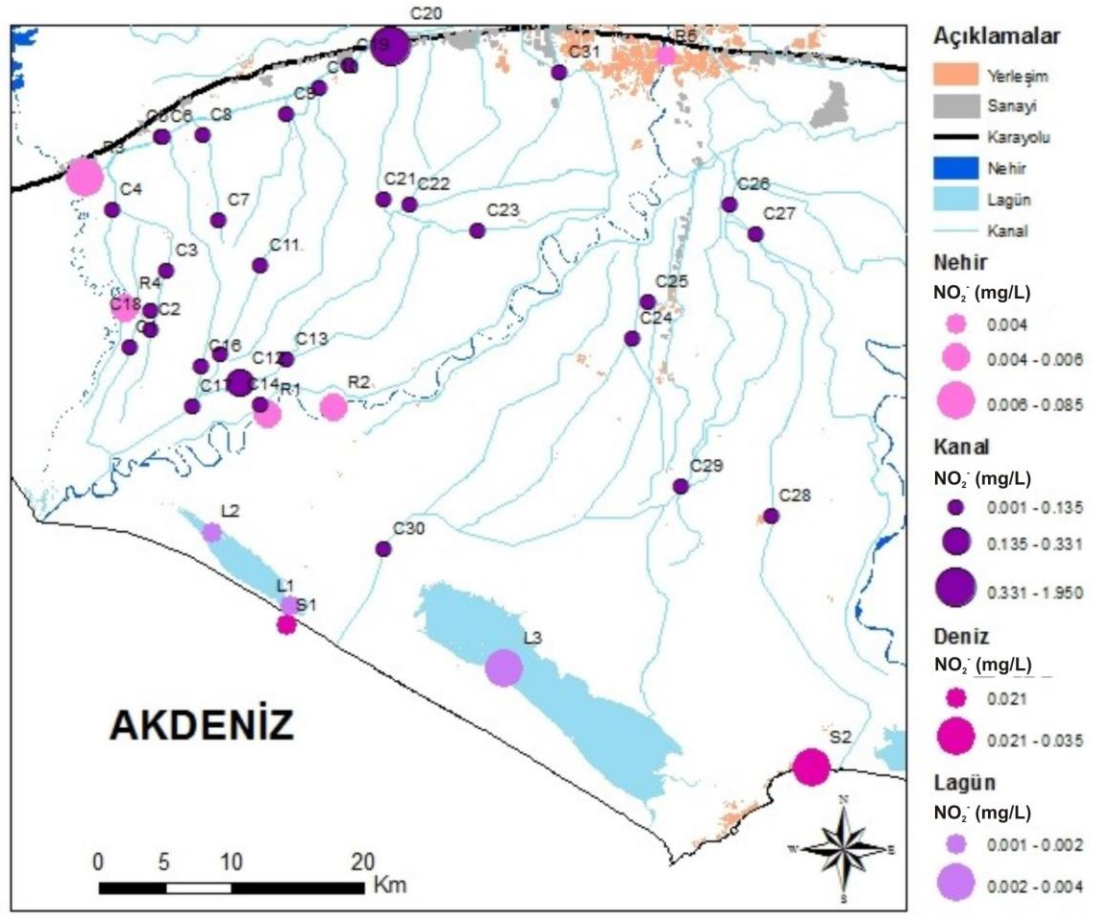 C20
R6
C31
C19
C10
C9
C5
C6
C8
R3
C4
C21
C22
C26
C7
C23
C27
C3
C11
R4
C25
C18
C2
C1
C24
C16
C13
C12
C17
C14
R1
R2
C29
C28
L2
C30
L1
S1
L3
AKDENİZ
S2
N
W
E
S
0 5 10 20
Km
Açıklamalar
Yerleşim
Sanayi
Karayolu
Nehir
Lagün
Kanal
Nehir
NO₂⁻ (mg/L)
0.004
0.004 - 0.006
0.006 - 0.085
Kanal
NO₂⁻ (mg/L)
0.001 - 0.135
0.135 - 0.331
0.331 - 1.950
Deniz
NO₂⁻ (mg/L)
0.021
0.021 - 0.035
Lagün
NO₂⁻ (mg/L)
0.001 - 0.002
0.002 - 0.004